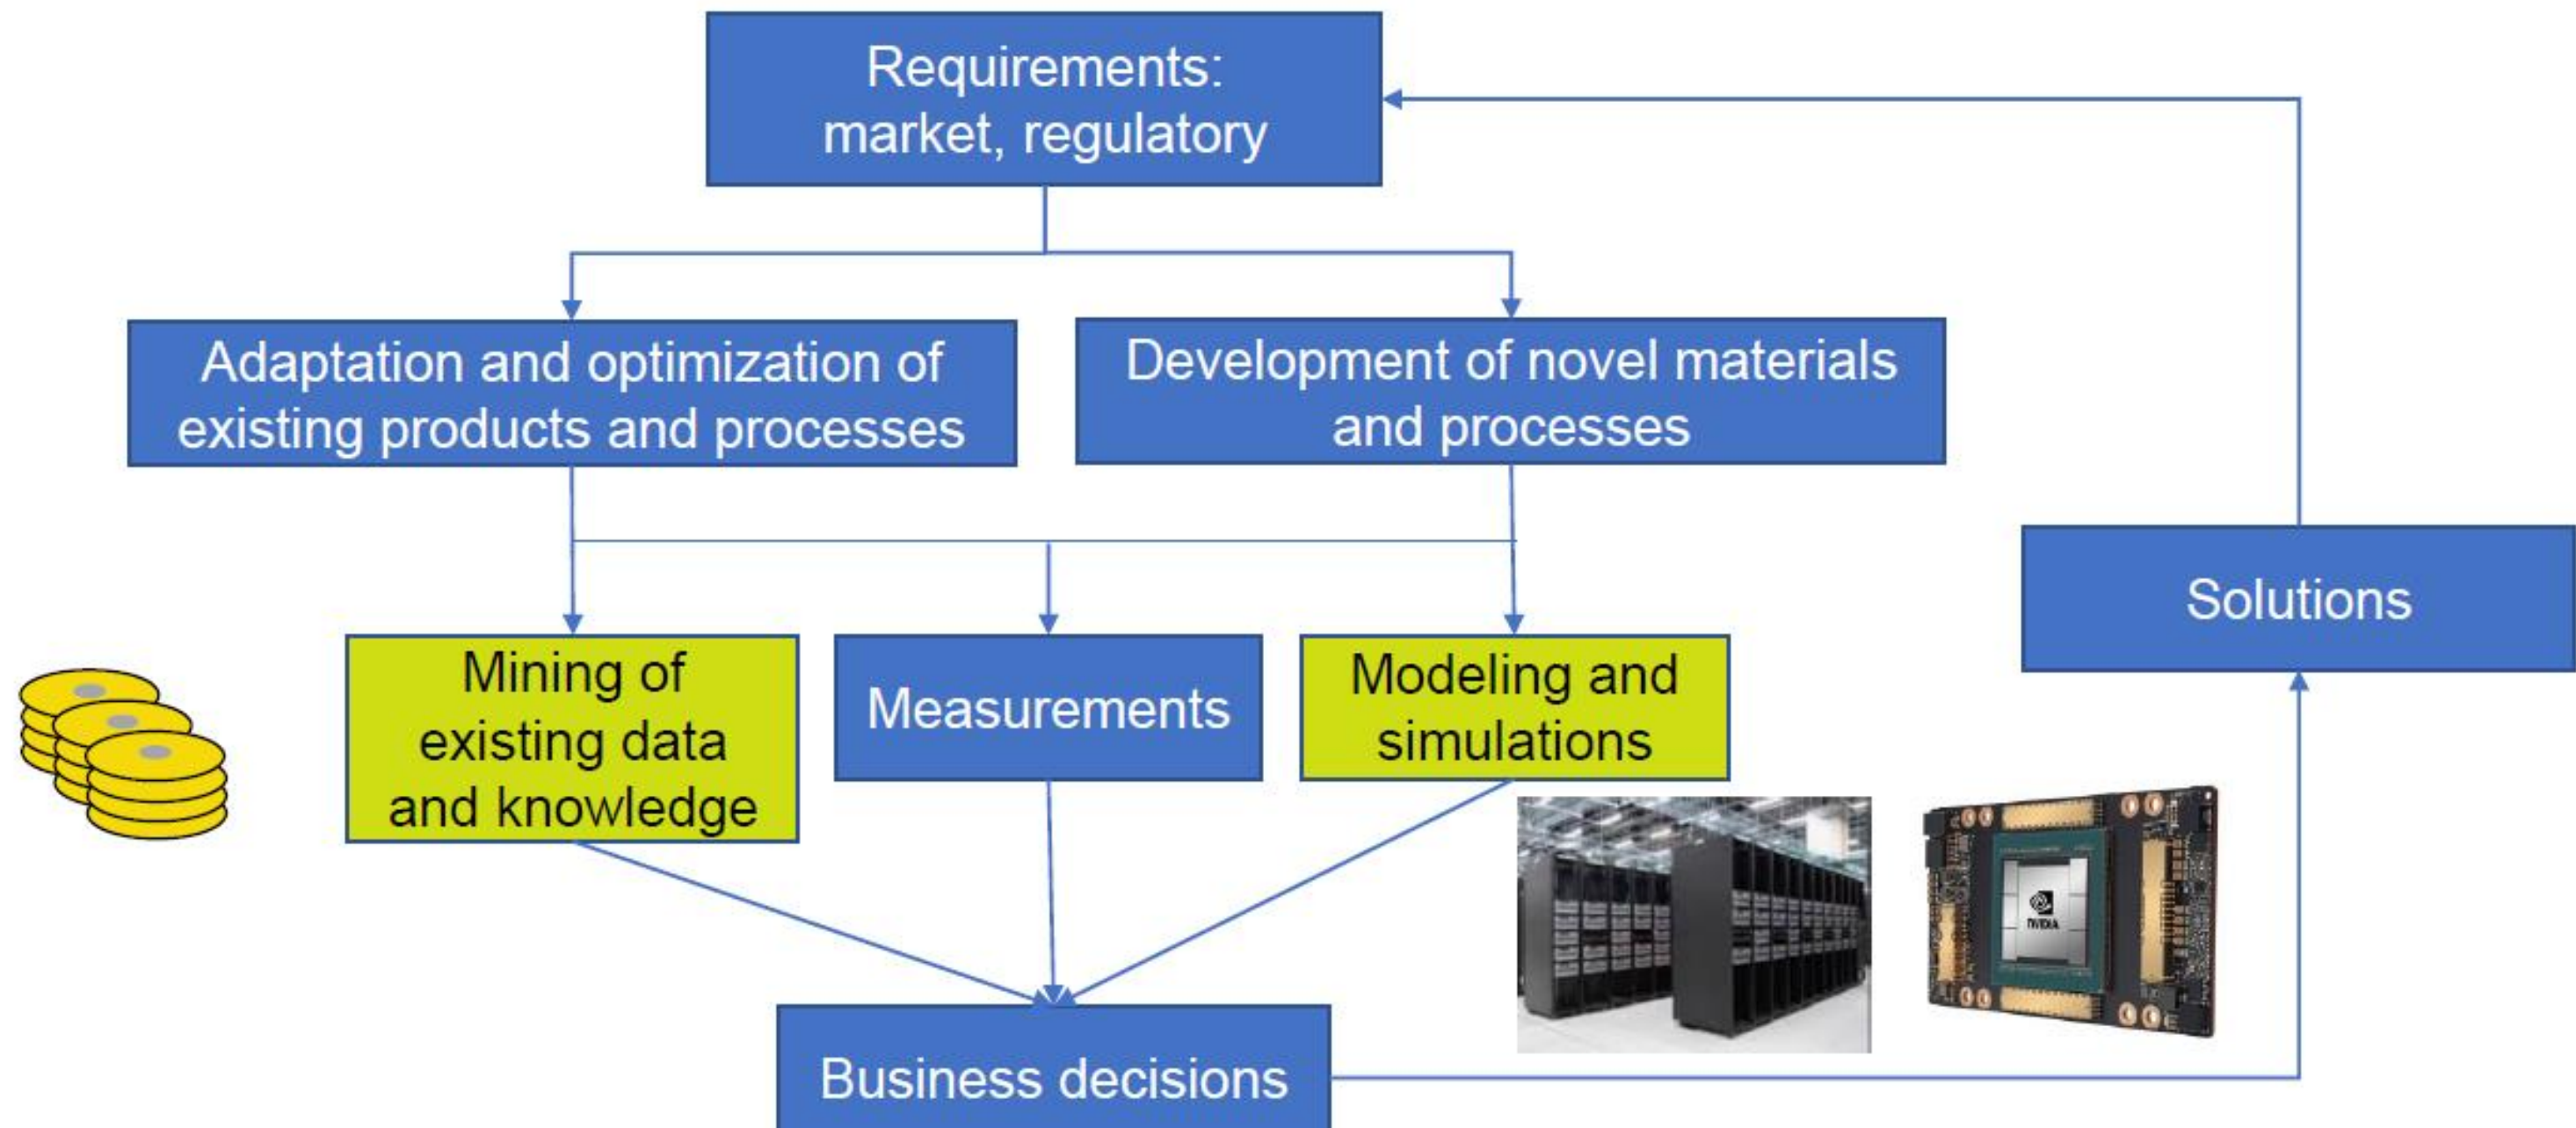 Requirements:
market, regulatory
Adaptation and optimization of
existing products and processes
Development of novel materials
and processes
Solutions
Mining of
existing data
and knowledge
Measurements
Modeling and
simulations
NVIDIA
Business decisions